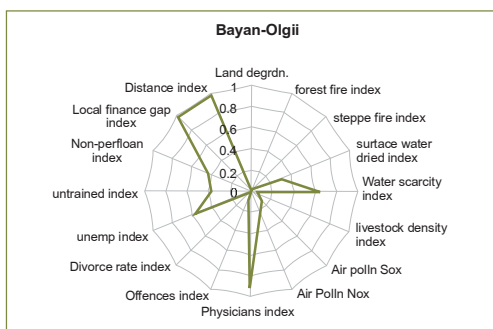 Bayan-Olgii
Land degrdn.
forest fire index
steppe fire index
surtace water
dried index
Water scarcity
index
livestock density
index
Air polln Sox
Air Polln Nox
Physicians index
Offences index
Divorce rate index
unemp index
untrained index
Non-perfloan
index
Local finance gap
index
Distance index
1
0.8
0.6
0.4
0.2
0